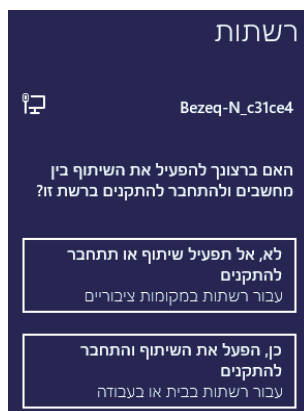 רשתות
Bezeq-N_c31ce4
האם ברצונך להפעיל את השיתוף בין
מחשבים ולהתחבר להתקנים ברשת זו?
לא, אל תפעיל שיתוף או תתחבר
להתקנים
עבור רשתות במקומות ציבוריים
כן, הפעל את השיתוף והתחבר
להתקנים
עבור רשתות בבית או בעבודה